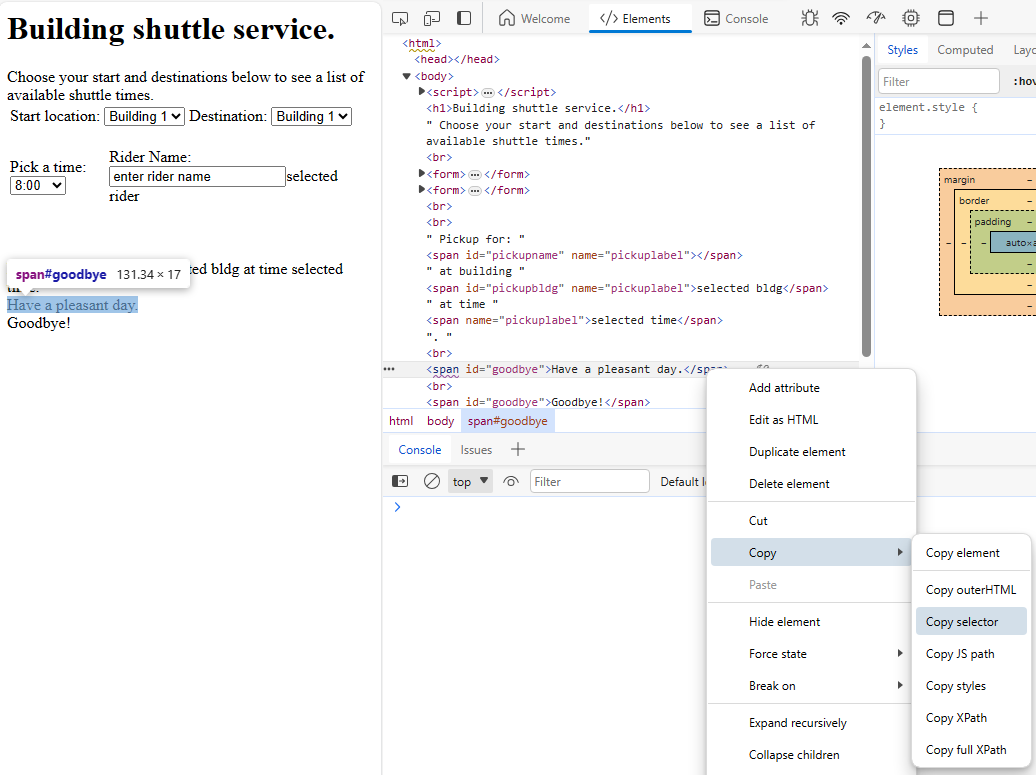 Building shuttle service.
Choose your start and destinations below to see a list of
available shuttle times.
Start location: Building 1 Destination: Building 1
Pick a time:
8:00
Rider Name:
enter rider name selected
rider
ted bldg at time selected
span#goodbye 131.34 × 17
Have a pleasant day.
Goodbye!
Welcome
</> Elements
Console
<html>
<head></head>
<body>
<script>…</script>
<h1>Building shuttle service.</h1>
" Choose your start and destinations below to see a list of
available shuttle times."
<br>
<form>…</form>
<form>…</form>
<br>
<br>
" Pickup for: "
<span id="pickupname" name="pickuplabel"></span>
" at building "
<span id="pickupbldg" name="pickuplabel">selected bldg</span>
" at time "
<span name="pickuplabel">selected time</span>
". "
<br>
<span id="goodbye">Have a pleasant day.</span>
<br>
<span id="goodbye">Goodbye!</span>
html body span#goodbye
Console Issues
top Filter Default
Styles Computed
Filter :hov
element.style {
}
margin –
border –
padding –
– – – auto×a
–
–
–
Add attribute
Edit as HTML
Duplicate element
Delete element
Cut
Copy
Paste
Hide element
Force state
Break on
Expand recursively
Collapse children
Copy element
Copy outerHTML
Copy selector
Copy JS path
Copy styles
Copy XPath
Copy full XPath